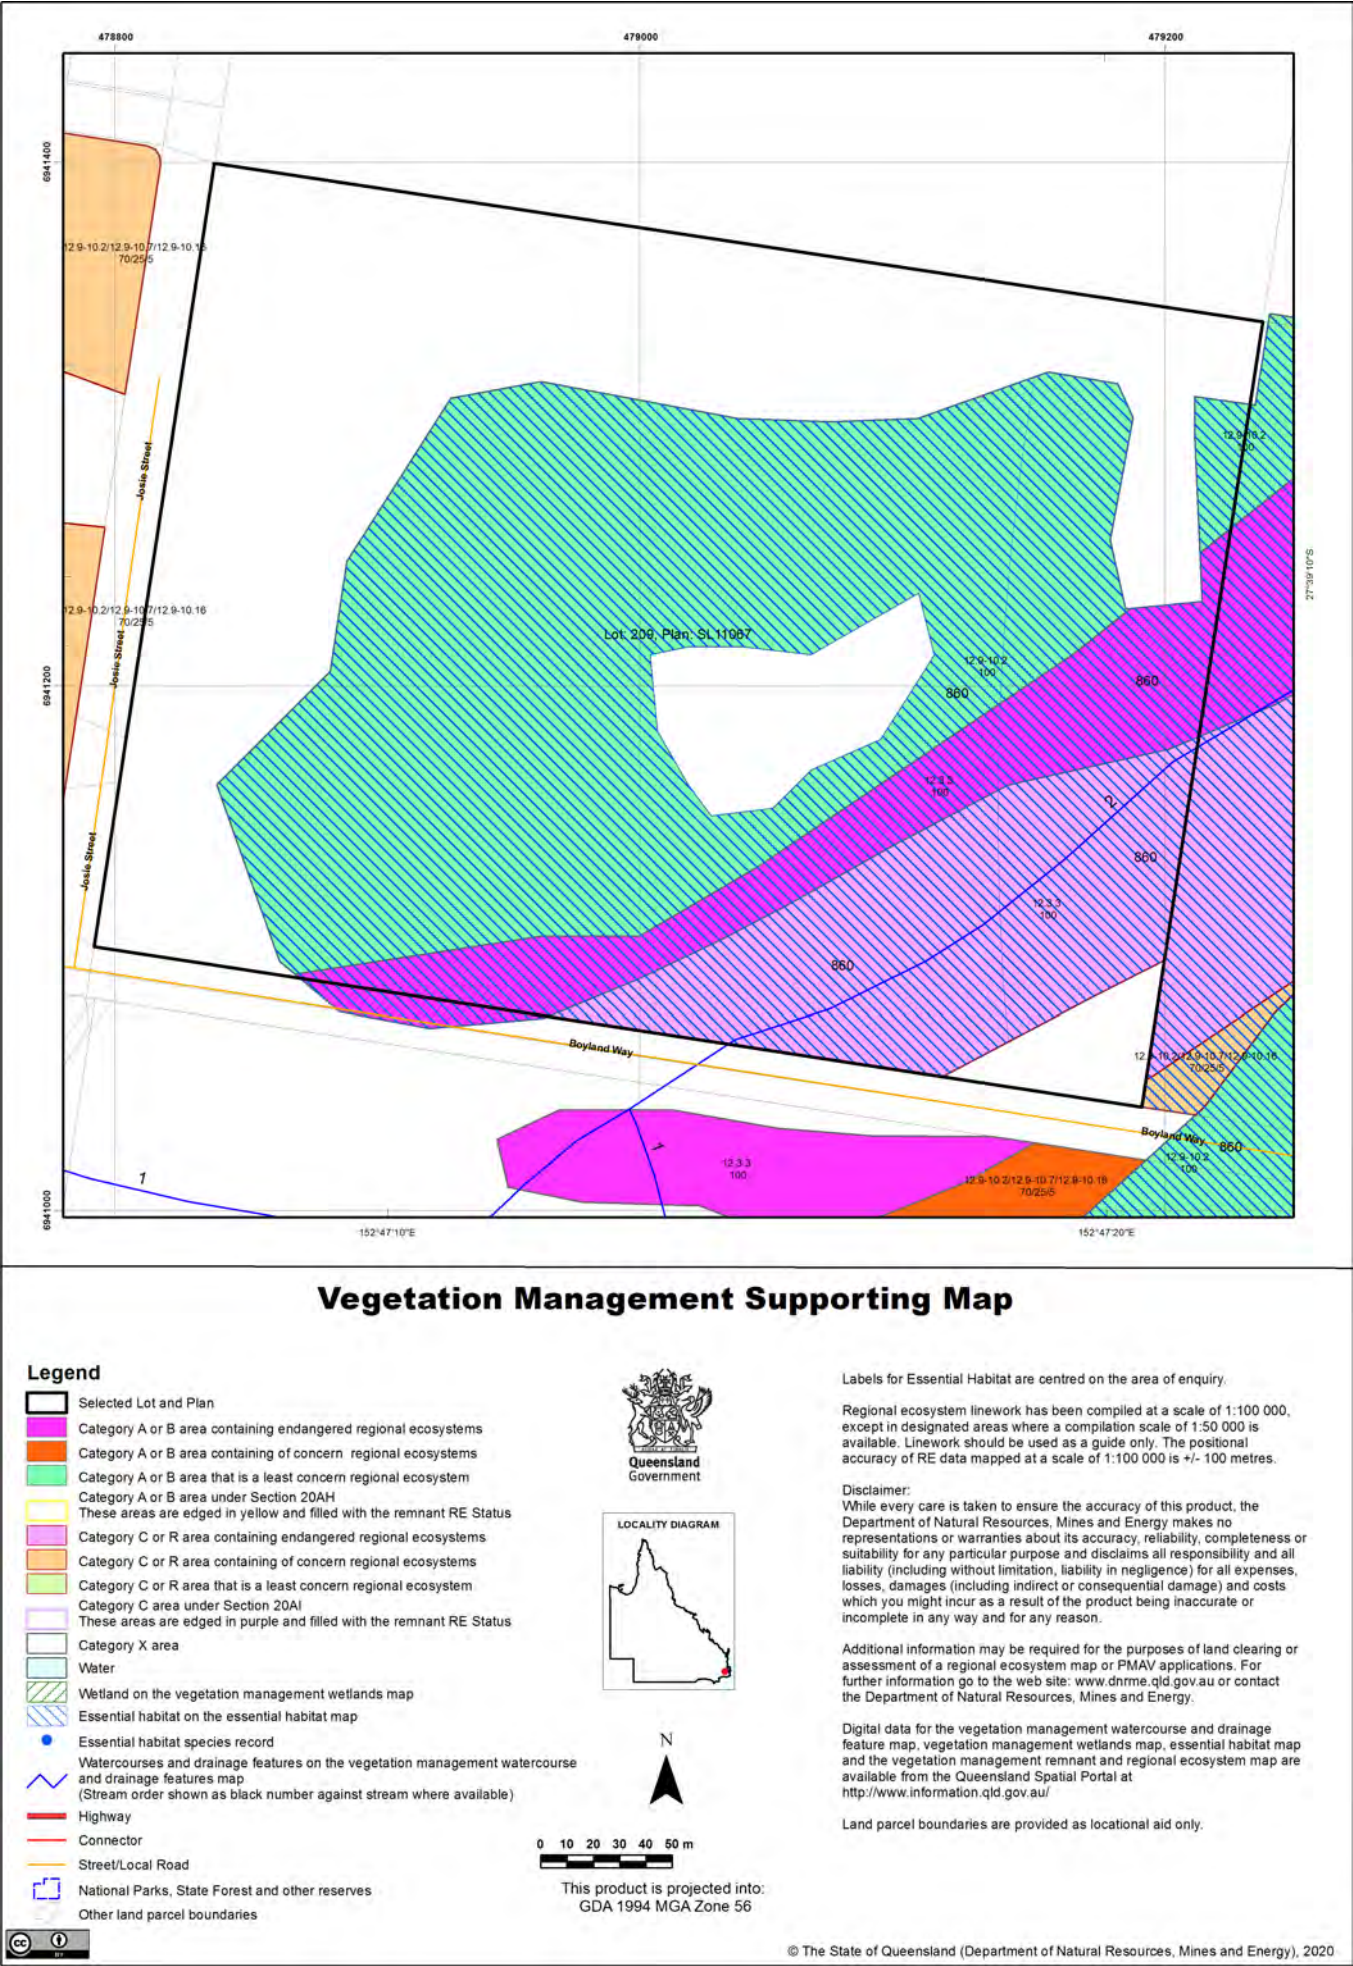 478800
479000
479200
6941400
12.9-10.2/12.9-10.7/12.9-10.16
70/25/5
Josie Street
12.9-10.2
100
27°39'10"S
12.9-10.2/12.9-10.7/12.9-10.16
70/25/5
Lot: 209, Plan: SL11067
Josie Street
12.9-10.2
100
860
860
6941200
12.3.3
100
2
860
Josie Street
12.3.3
100
860
Boyland Way
12.9-10.2/12.9-10.7/12.9-10.16
70/25/5
Boyland Way
860
1
12.3.3
100
12.9-10.2
100
1
12.9-10.2/12.9-10.7/12.9-10.16
70/25/5
6941000
152°47'10"E
152°47'20"E
Vegetation Management Supporting Map
Legend
Selected Lot and Plan
Category A or B area containing endangered regional ecosystems
Category A or B area containing of concern regional ecosystems
Category A or B area that is a least concern regional ecosystem
Category A or B area under Section 20AH
These areas are edged in yellow and filled with the remnant RE Status
Category C or R area containing endangered regional ecosystems
Category C or R area containing of concern regional ecosystems
Category C or R area that is a least concern regional ecosystem
Category C area under Section 20AI
These areas are edged in purple and filled with the remnant RE Status
Category X area
Water
Wetland on the vegetation management wetlands map
Essential habitat on the essential habitat map
Essential habitat species record
Watercourses and drainage features on the vegetation management watercourse
and drainage features map
(Stream order shown as black number against stream where available)
Highway
Connector
Street/Local Road
National Parks, State Forest and other reserves
Other land parcel boundaries
cc
BY
Queensland
Government
LOCALITY DIAGRAM
N
0 10 20 30 40 50 m
This product is projected into:
GDA 1994 MGA Zone 56
Labels for Essential Habitat are centred on the area of enquiry.
Regional ecosystem linework has been compiled at a scale of 1:100 000,
except in designated areas where a compilation scale of 1:50 000 is
available. Linework should be used as a guide only. The positional
accuracy of RE data mapped at a scale of 1:100 000 is +/- 100 metres.
Disclaimer:
While every care is taken to ensure the accuracy of this product, the
Department of Natural Resources, Mines and Energy makes no
representations or warranties about its accuracy, reliability, completeness or
suitability for any particular purpose and disclaims all responsibility and all
liability (including without limitation, liability in negligence) for all expenses,
losses, damages (including indirect or consequential damage) and costs
which you might incur as a result of the product being inaccurate or
incomplete in any way and for any reason.
Additional information may be required for the purposes of land clearing or
assessment of a regional ecosystem map or PMAV applications. For
further information go to the web site: www.dnrme.qld.gov.au or contact
the Department of Natural Resources, Mines and Energy.
Digital data for the vegetation management watercourse and drainage
feature map, vegetation management wetlands map, essential habitat map
and the vegetation management remnant and regional ecosystem map are
available from the Queensland Spatial Portal at
http://www.information.qld.gov.au/
Land parcel boundaries are provided as locational aid only.
© The State of Queensland (Department of Natural Resources, Mines and Energy), 2020